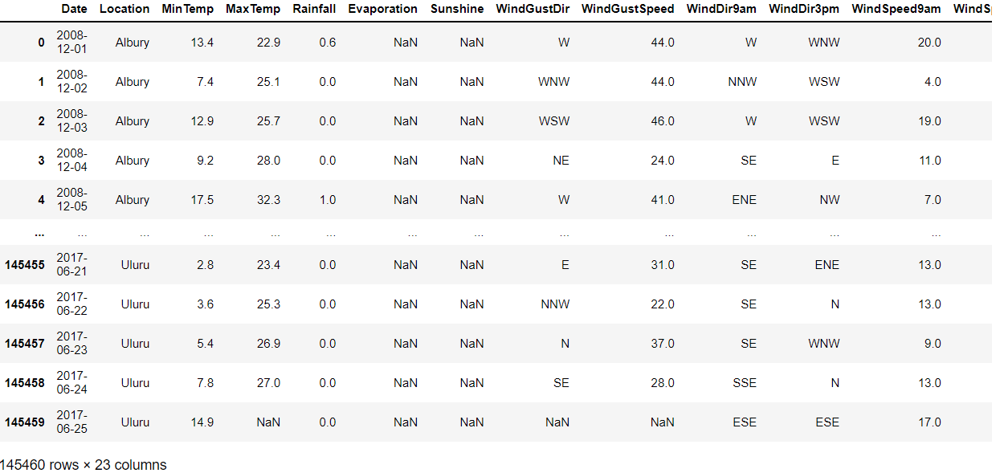 Date Location MinTemp MaxTemp Rainfall Evaporation Sunshine WindGustDir WindGustSpeed WindDir9am WindDir3pm WindSpeed9am
0 2008-12-01 Albury 13.4 22.9 0.6 NaN NaN W 44.0 W WNW 20.0
1 2008-12-02 Albury 7.4 25.1 0.0 NaN NaN WNW 44.0 NNW WSW 4.0
2 2008-12-03 Albury 12.9 25.7 0.0 NaN NaN WSW 46.0 W WSW 19.0
3 2008-12-04 Albury 9.2 28.0 0.0 NaN NaN NE 24.0 SE E 11.0
4 2008-12-05 Albury 17.5 32.3 1.0 NaN NaN W 41.0 ENE NW 7.0
... ... ... ... ... ... ... ... ... ... ... ... ...
145455 2017-06-21 Uluru 2.8 23.4 0.0 NaN NaN E 31.0 SE ENE 13.0
145456 2017-06-22 Uluru 3.6 25.3 0.0 NaN NaN NNW 22.0 SE N 13.0
145457 2017-06-23 Uluru 5.4 26.9 0.0 NaN NaN N 37.0 SE WNW 9.0
145458 2017-06-24 Uluru 7.8 27.0 0.0 NaN NaN SE 28.0 SSE N 13.0
145459 2017-06-25 Uluru 14.9 NaN 0.0 NaN NaN NaN NaN ESE ESE 17.0
145460 rows × 23 columns